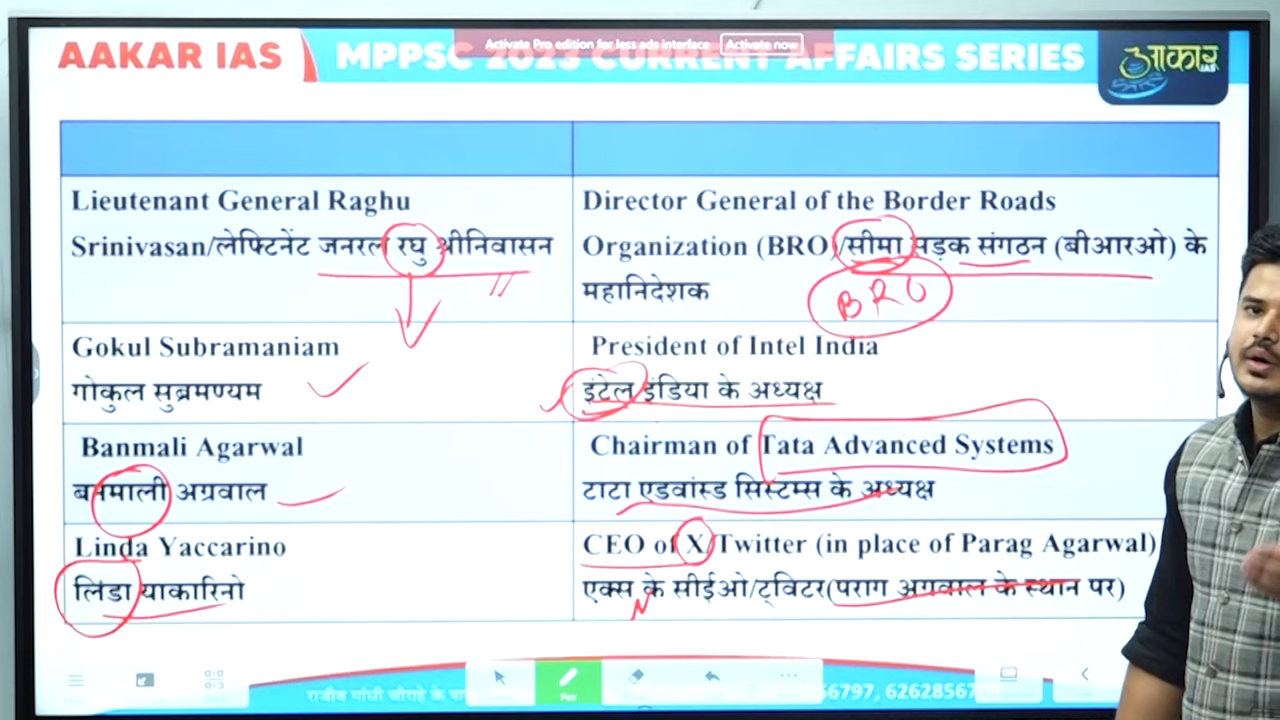 Activate Pro edition for less ads interface Activate now
AAKAR IAS
MPPSC 2023 CURRENT AFFAIRS SERIES
आकार
IAS
Lieutenant General Raghu
Srinivasan/लेफ्टिनेंट जनरल रघु श्रीनिवासन
Director General of the Border Roads
Organization (BRO)/सीमा सड़क संगठन (बीआरओ) के
महानिदेशक
BRO
Gokul Subramaniam
गोकुल सुब्रमण्यम
President of Intel India
इंटेल इंडिया के अध्यक्ष
Banmali Agarwal
बनमाली अग्रवाल
Chairman of Tata Advanced Systems
टाटा एडवांस्ड सिस्टम्स के अध्यक्ष
Linda Yaccarino
लिंडा याकारिनो
CEO of X/Twitter (in place of Parag Agarwal)
एक्स के सीईओ/ट्विटर(पराग अग्रवाल के स्थान पर)
राजीव गांधी चौराहे के पा
Pen
66797, 62628567